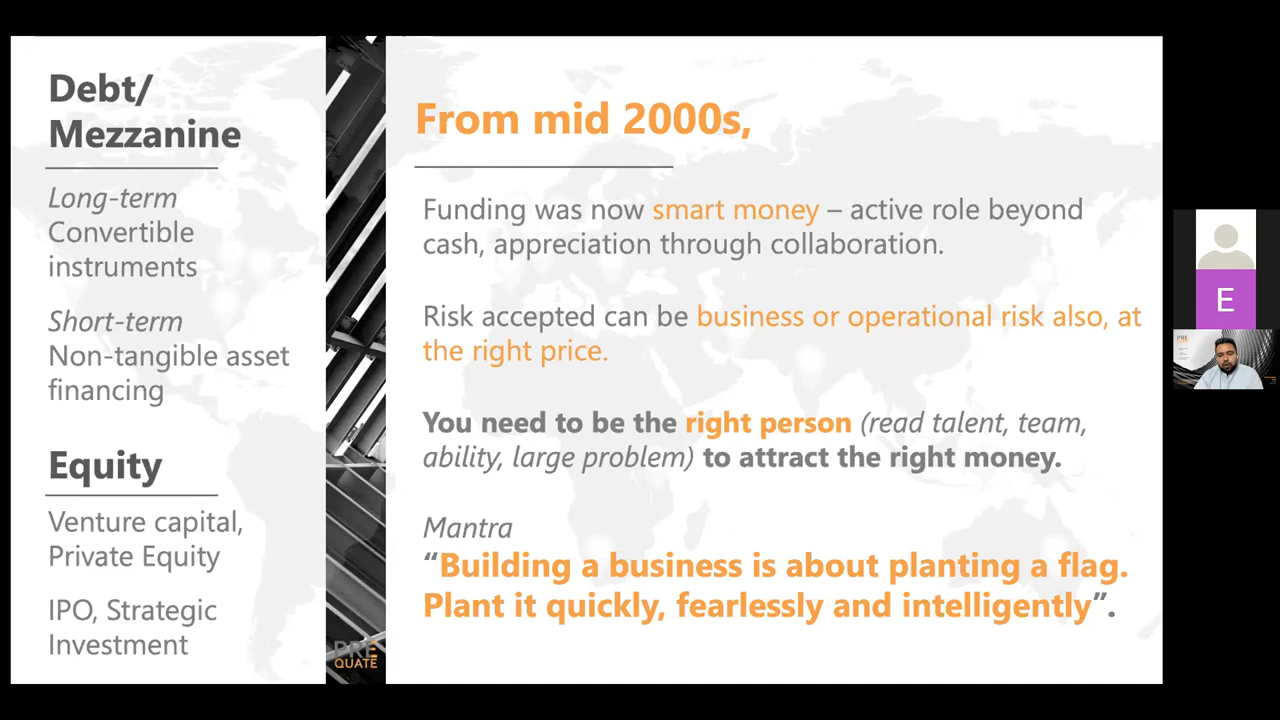 Debt/
Mezzanine
Long-term
Convertible
instruments
Short-term
Non-tangible asset
financing
Equity
Venture capital,
Private Equity
IPO, Strategic
Investment
PRE
QUATE
From mid 2000s,
Funding was now smart money – active role beyond
cash, appreciation through collaboration.
Risk accepted can be business or operational risk also, at
the right price.
You need to be the right person (read talent, team,
ability, large problem) to attract the right money.
Mantra
“Building a business is about planting a flag.
Plant it quickly, fearlessly and intelligently”.
E
PRE